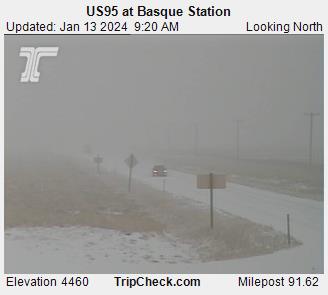 US95 at Basque Station
Updated: Jan 13 2024 9:20 AM Looking North
Elevation 4460 TripCheck.com Milepost 91.62